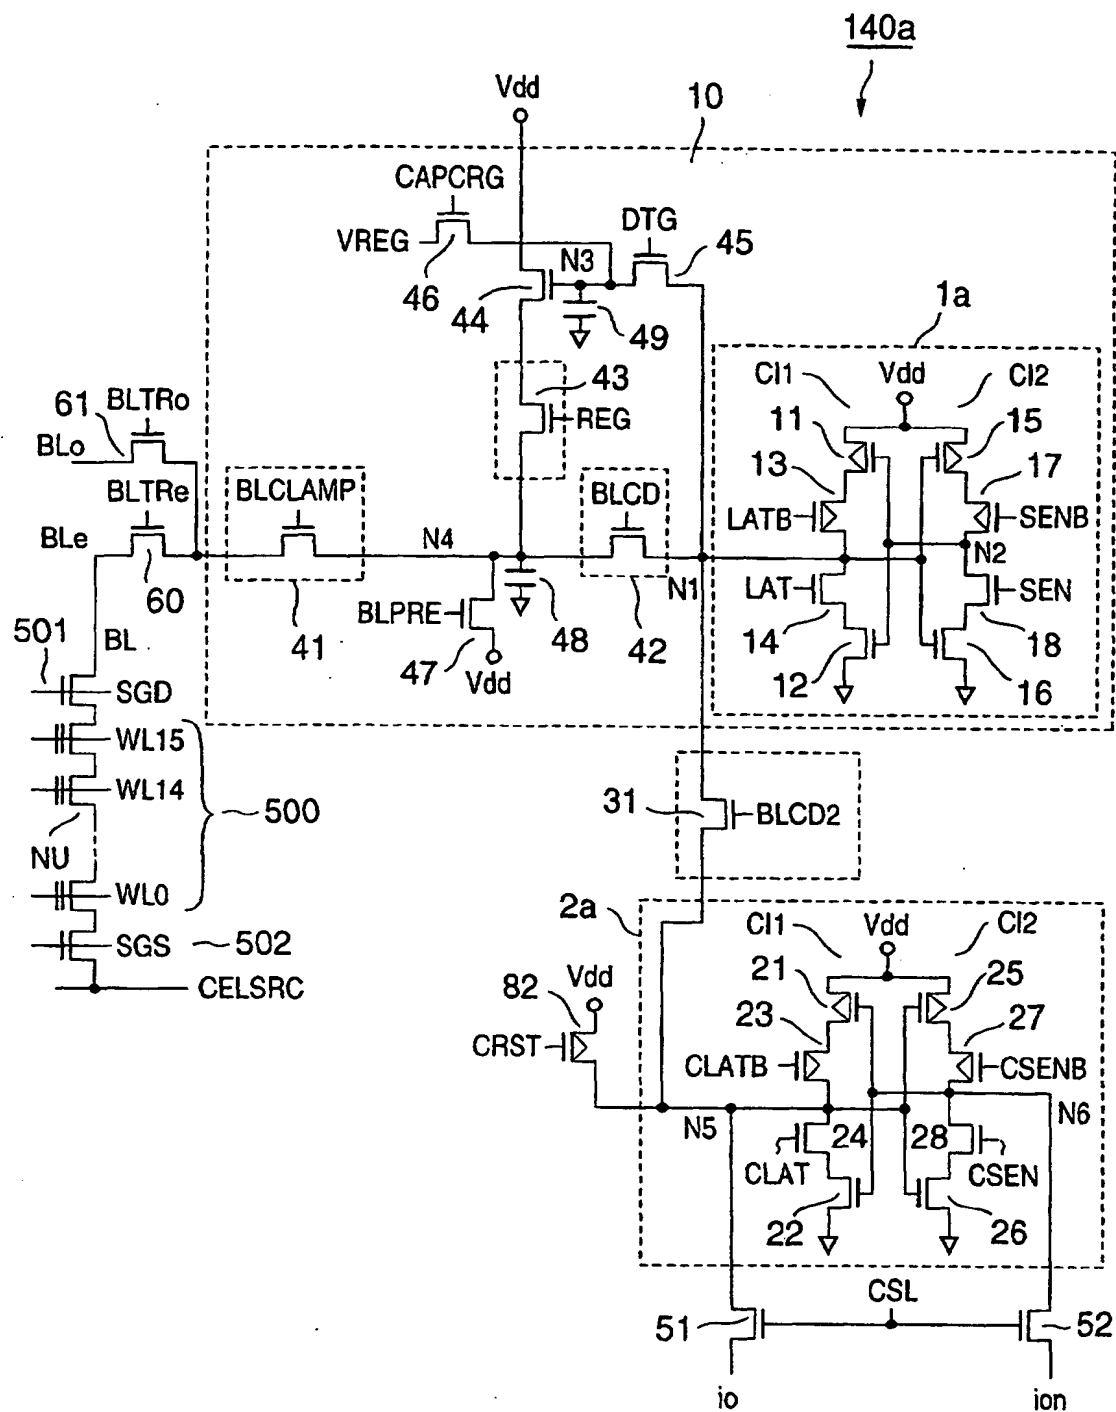 140a
Vdd
10
CAPCRG
VREG
DTG
45
N3
46
44
49
1a
43
REG
CI1
Vdd
CI2
11
15
13
17
LATB
SENB
N2
LAT
SEN
14
18
12
16
61
BLTRo
BLo
BLTRe
BLe
60
BLCLAMP
41
N4
BLCD
N1
42
BLPRE
47
48
Vdd
BL
501
SGD
WL15
WL14
500
NU
WL0
SGS
502
CELSRC
31
BLCD2
2a
CI1
Vdd
CI2
21
25
23
27
82
Vdd
CRST
CLATB
CSENB
N5
N6
24
28
CLAT
CSEN
22
26
CSL
51
52
io
ion